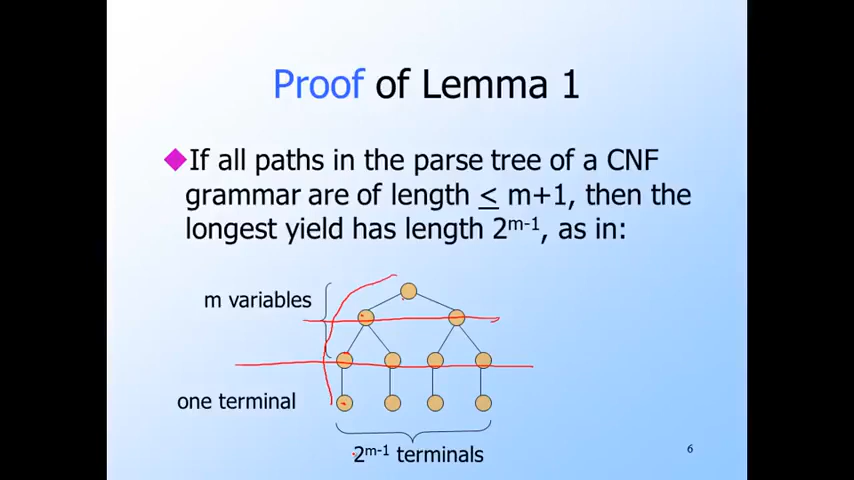 Proof of Lemma 1
If all paths in the parse tree of a CNF
grammar are of length < m+1, then the
longest yield has length 2^m-1, as in:
m variables
one terminal
2^m-1 terminals
6